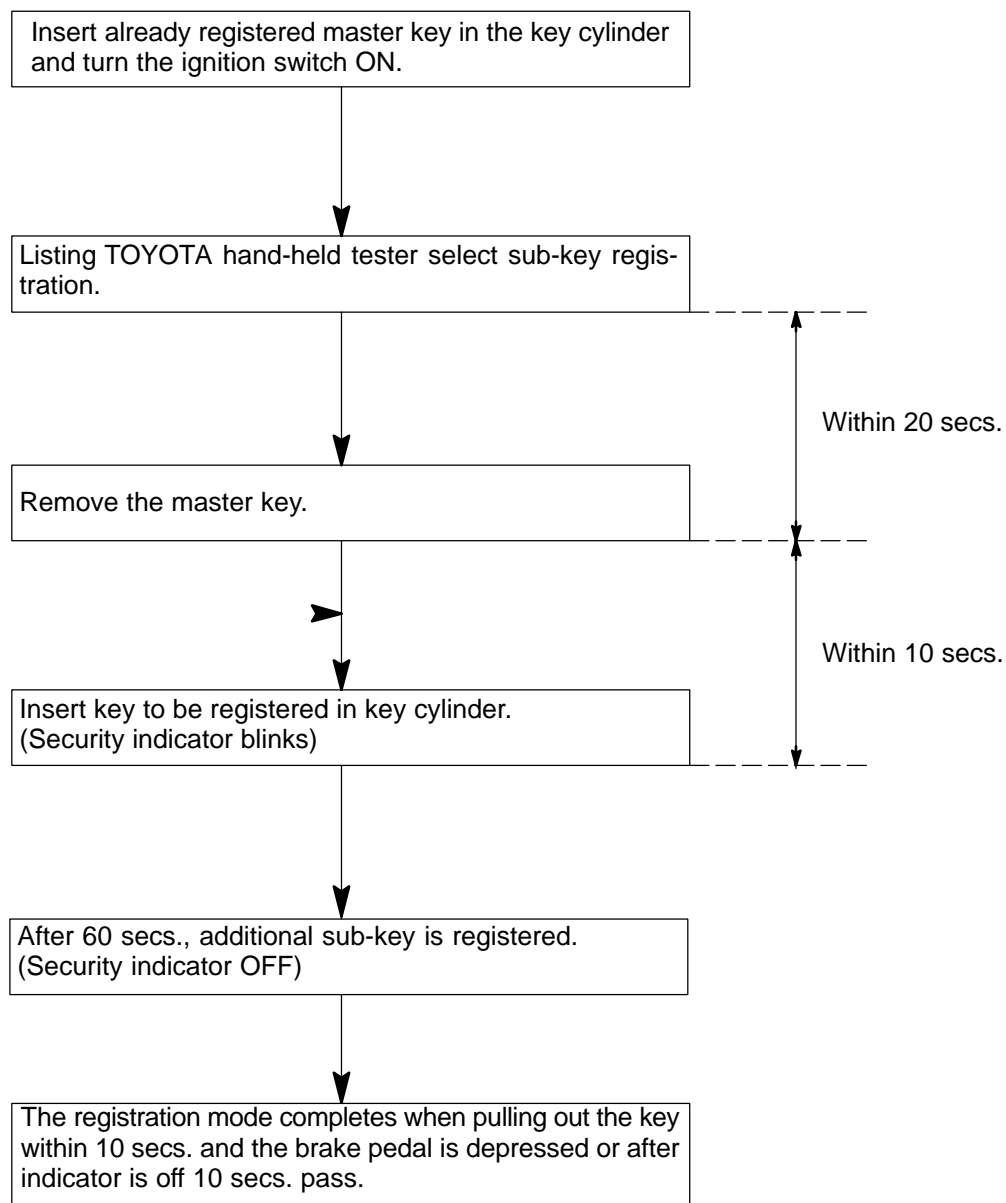 Insert already registered master key in the key cylinder
and turn the ignition switch ON.
Listing TOYOTA hand-held tester select sub-key regis-
tration.
Within 20 secs.
Remove the master key.
Within 10 secs.
Insert key to be registered in key cylinder.
(Security indicator blinks)
After 60 secs., additional sub-key is registered.
(Security indicator OFF)
The registration mode completes when pulling out the key
within 10 secs. and the brake pedal is depressed or after
indicator is off 10 secs. pass.